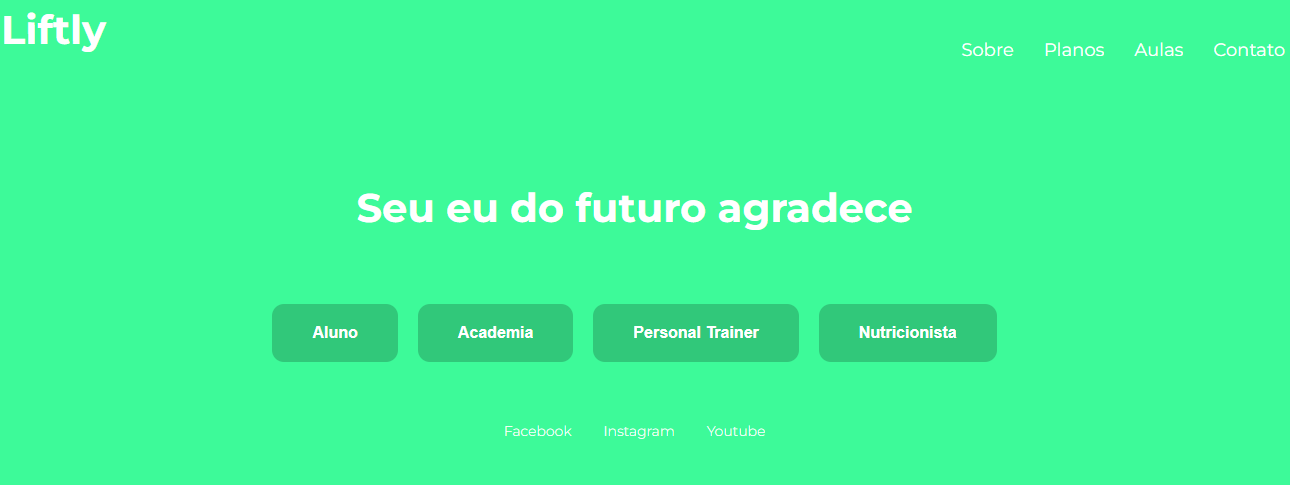 Liftly
Sobre Planos Aulas Contato
Seu eu do futuro agradece
Aluno Academia Personal Trainer Nutricionista
Facebook Instagram Youtube